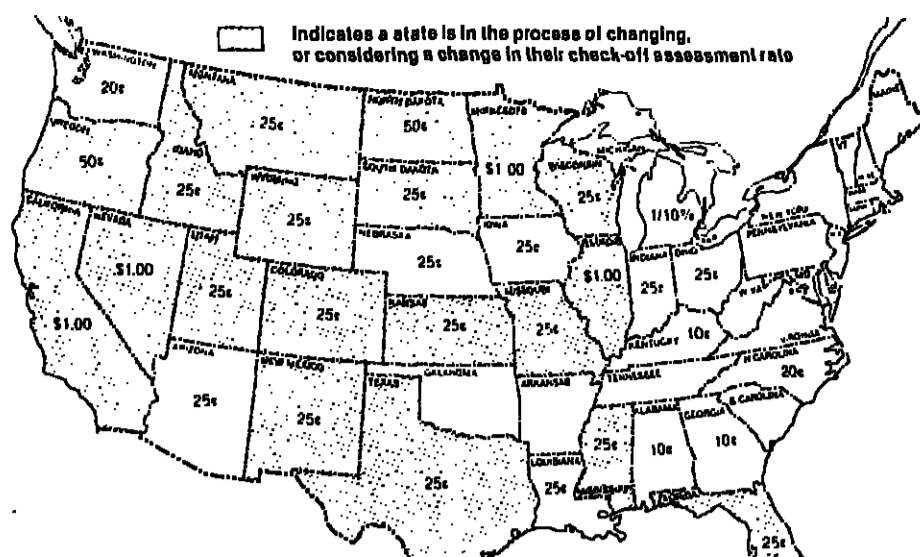 Indicates a state is in the process of changing,
or considering a change in their check-off assessment rate
WASHINGTON
20¢
MONTANA
25¢
NORTH DAKOTA
50¢
MINNESOTA
$1.00
OREGON
50¢
IDAHO
25¢
WYOMING
25¢
SOUTH DAKOTA
25¢
WISCONSIN
25¢
MICHIGAN
1/10%
MAINE
NEW YORK
PENNSYLVANIA
CALIFORNIA
$1.00
NEVADA
$1.00
UTAH
25¢
COLORADO
25¢
NEBRASKA
25¢
IOWA
25¢
ILLINOIS
$1.00
INDIANA
25¢
OHIO
25¢
KANSAS
25¢
MISSOURI
25¢
KENTUCKY
10¢
ARIZONA
25¢
NEW MEXICO
25¢
TEXAS
25¢
OKLAHOMA
ARKANSAS
TENNESSEE
N CAROLINA
20¢
S CAROLINA
LOUISIANA
25¢
25¢
ALABAMA
10¢
GEORGIA
10¢
25¢